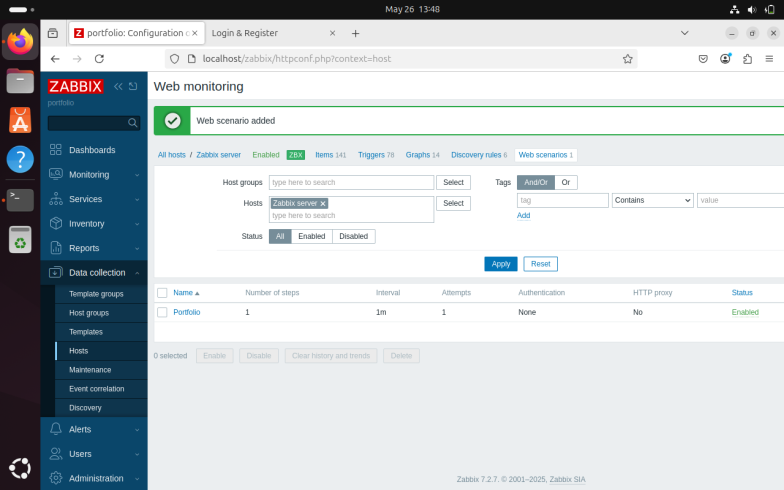 May 26 13:48
portfolio: Configuration o
Login & Register
localhost/zabbix/httpconf.php?context=host
ZABBIX
portfolio
Dashboards
Monitoring
Services
Inventory
Reports
Data collection
Template groups
Host groups
Templates
Hosts
Maintenance
Event correlation
Discovery
Alerts
Users
Administration
Web monitoring
Web scenario added
All hosts / Zabbix server Enabled ZBX Items 141 Triggers 78 Graphs 14 Discovery rules 6 Web scenarios 1
Host groups type here to search Select Tags And/Or Or
Hosts Zabbix server Select tag Contains value
type here to search Add
Status All Enabled Disabled
Apply Reset
Name Number of steps Interval Attempts Authentication HTTP proxy Status
Portfolio 1 1m 1 None No Enabled
0 selected Enable Disable Clear history and trends Delete
Zabbix 7.2.7. © 2001–2025, Zabbix SIA